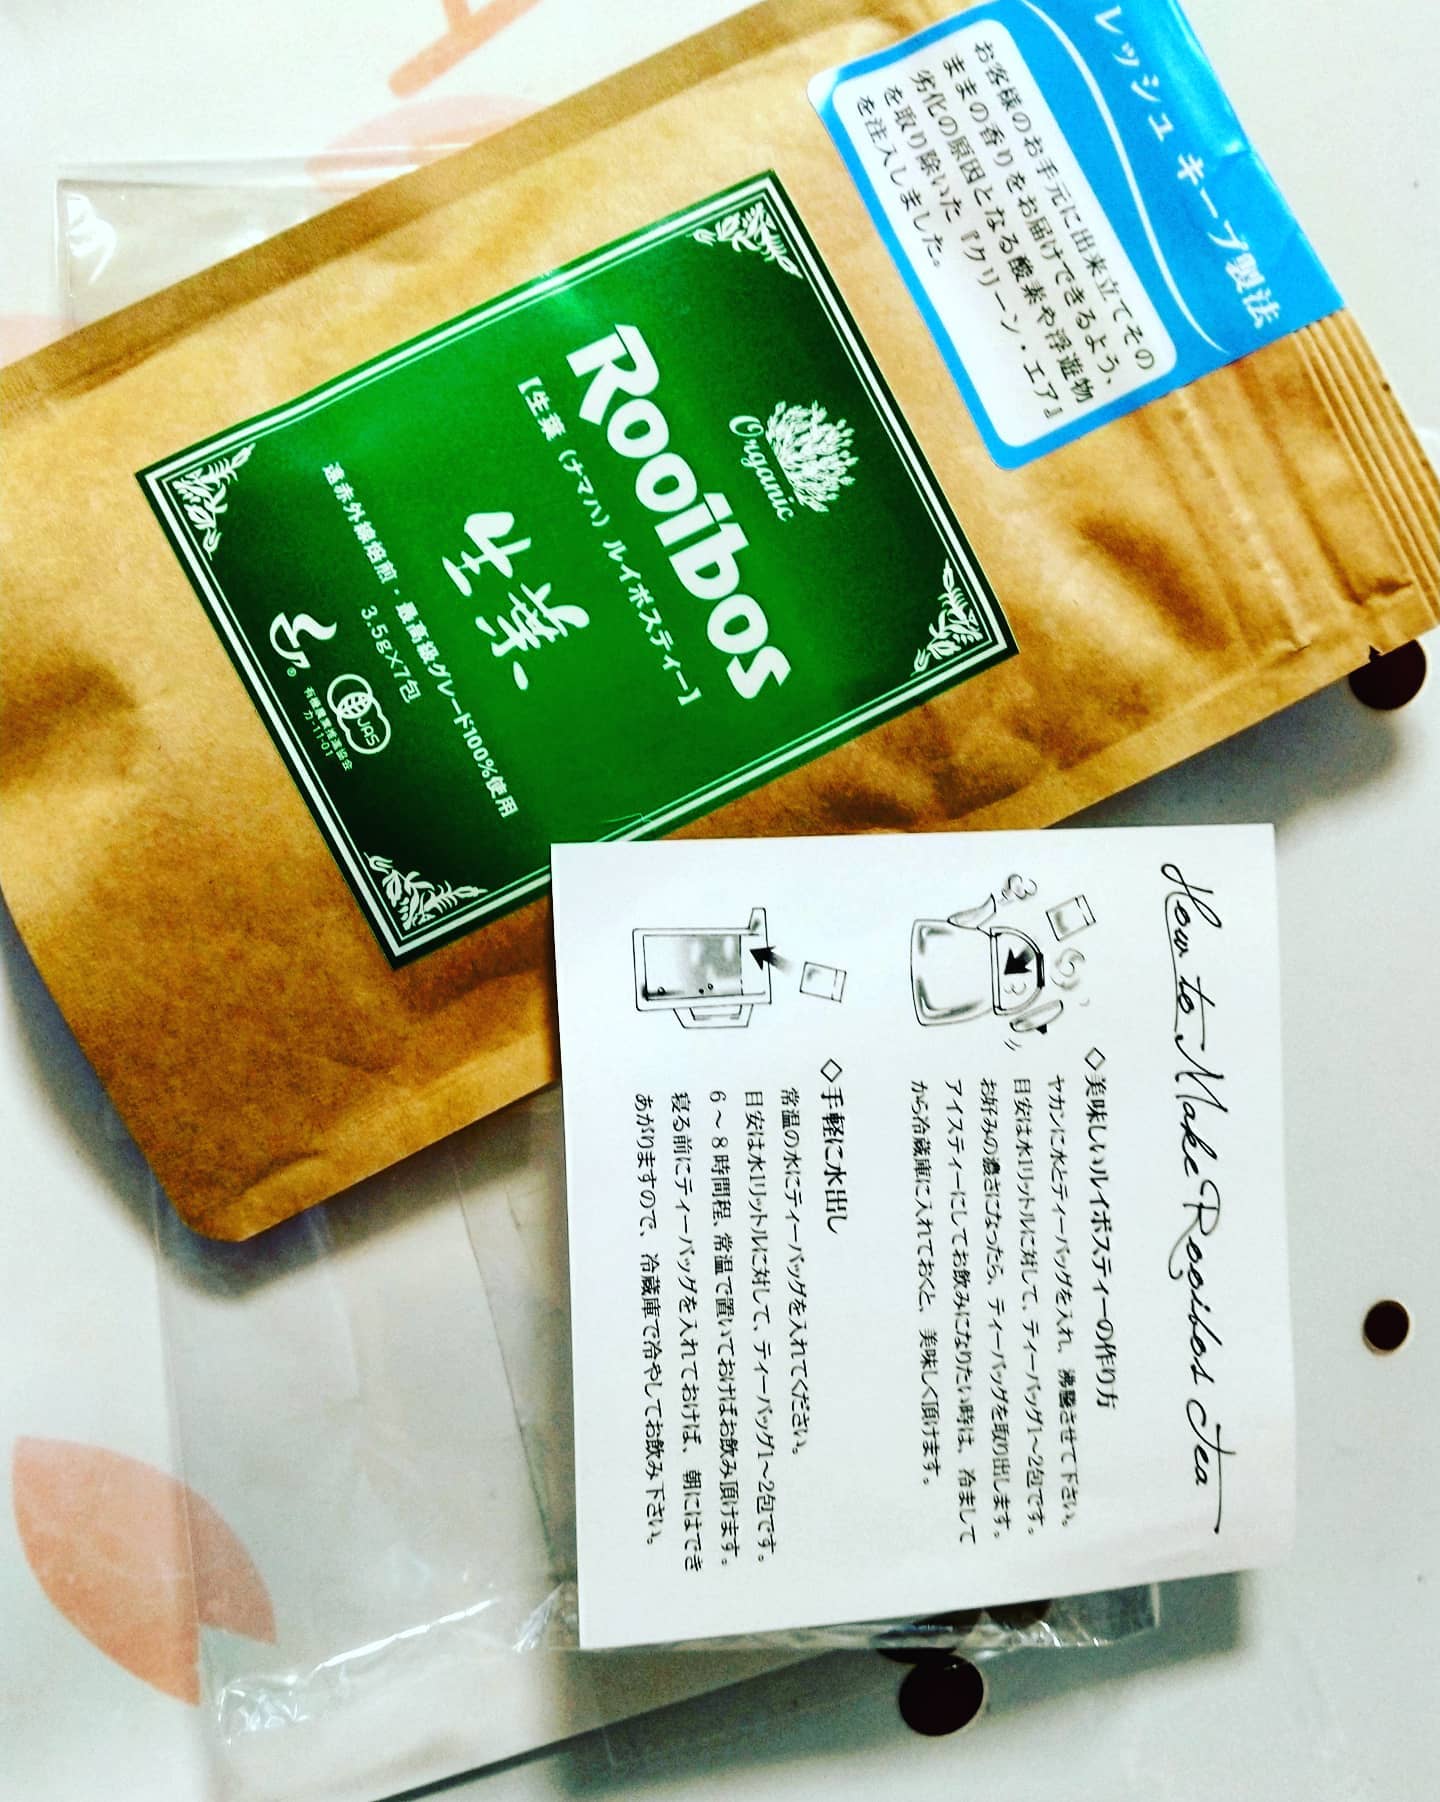 レッシュキープ製法
お客様のお手元に出来立てその
ままの香りをお届けできるよう、
劣化の原因となる酸素や浮遊物
を取り除いた『クリーン・エア』
を注入しました。
Organic
Rooibos
【生葉(ナマハ)ルイボスティー】
生葉、
遠赤外線焙煎・最高級グレード100%使用
3.5g×7包
JAS
有機農業推進協会
カ-11-01
How to Make Rooibos Tea
◇美味しいルイボスティーの作り方
ヤカンに水とティーバッグを入れ、沸騰させて下さい。
目安は水1リットルに対して、ティーバッグ1〜2包です。
お好みの濃さになったら、ティーバッグを取り出します。
アイスティーにしてお飲みになりたい時は、冷まして
から冷蔵庫に入れておくと、美味しく頂けます。
◇手軽に水出し
常温の水にティーバッグを入れてください。
目安は水1リットルに対して、ティーバッグ1〜2包です。
6〜8時間程、常温で置いておけばお飲み頂けます。
寝る前にティーバッグを入れておけば、朝にはでき
あがりますので、冷蔵庫で冷やしてお飲み下さい。